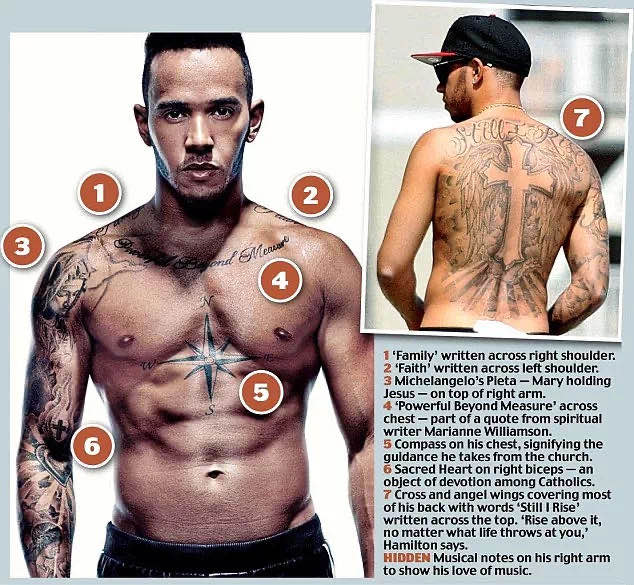 7
1
2
3
4
5
6
Still I Rise
Powerful Beyond Measure
N
W
E
S
1 ‘Family’ written across right shoulder.
2 ‘Faith’ written across left shoulder.
3 Michelangelo’s Pieta — Mary holding
Jesus — on top of right arm.
4 ‘Powerful Beyond Measure’ across
chest — part of a quote from spiritual
writer Marianne Williamson.
5 Compass on his chest, signifying the
guidance he takes from the church.
6 Sacred Heart on right biceps — an
object of devotion among Catholics.
7 Cross and angel wings covering most
of his back with words ‘Still I Rise’
written across the top. ‘Rise above it,
no matter what life throws at you,’
Hamilton says.
HIDDEN Musical notes on his right arm
to show his love of music.